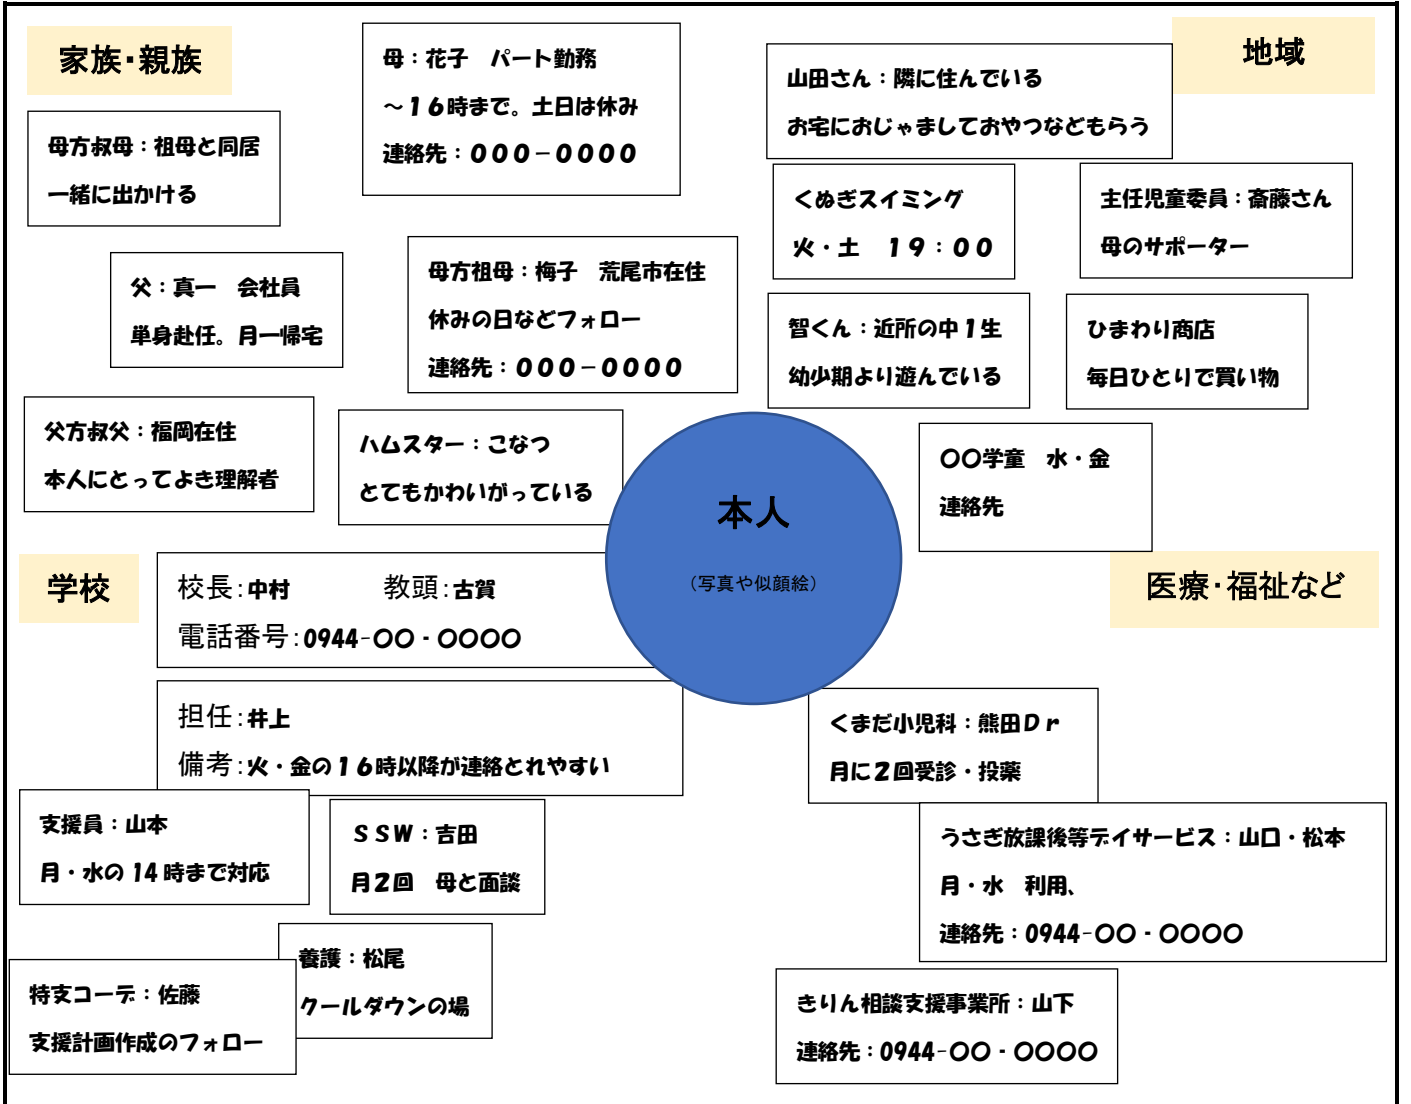 家族・親族
母：花子　パート勤務
～１６時まで。土日は休み
連絡先：０００－００００
母方叔母：祖母と同居
一緒に出かける
父：真一　会社員
単身赴任。月一帰宅
母方祖母：梅子　荒尾市在住
休みの日などフォロー
連絡先：０００－００００
父方叔父：福岡在住
本人にとってよき理解者
ハムスター：こなつ
とてもかわいがっている
地域
山田さん：隣に住んでいる
お宅におじゃましておやつなどもらう
くぬぎスイミング
火・土　１９：００
主任児童委員：斎藤さん
母のサポーター
智くん：近所の中１生
幼少期より遊んでいる
ひまわり商店
毎日ひとりで買い物
〇〇学童　水・金
連絡先
本人
（写真や似顔絵）
学校
校長：中村　　　教頭：古賀
電話番号：0944-〇〇‐〇〇〇〇
担任：井上
備考：火・金の１６時以降が連絡とれやすい
支援員：山本
月・水の14時まで対応
ＳＳＷ：吉田
月２回　母と面談
養護：松尾
クールダウンの場
特支コーデ：佐藤
支援計画作成のフォロー
医療・福祉など
くまだ小児科：熊田Ｄｒ
月に２回受診・投薬
うさぎ放課後等デイサービス：山口・松本
月・水　利用、
連絡先：0944-〇〇‐〇〇〇〇
きりん相談支援事業所：山下
連絡先：0944-〇〇‐〇〇〇〇